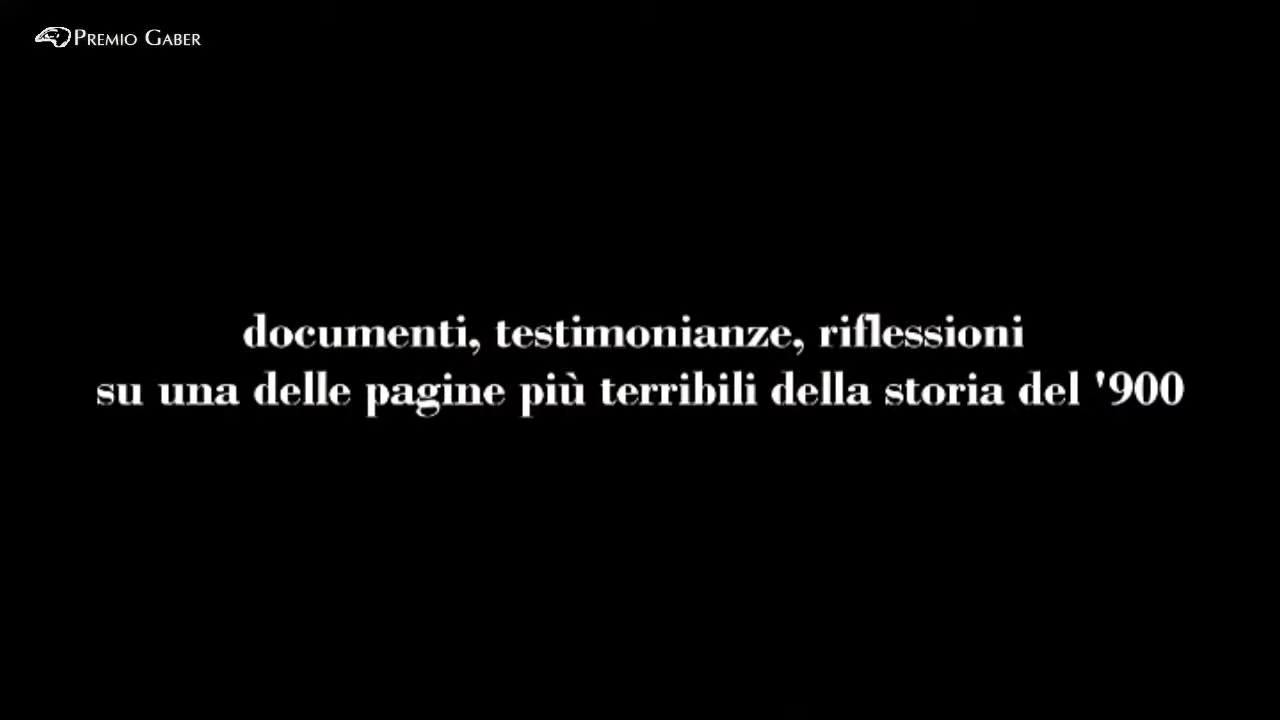 PREMIO GABER
documenti, testimonianze, riflessioni
su una delle pagine più terribili della storia del '900